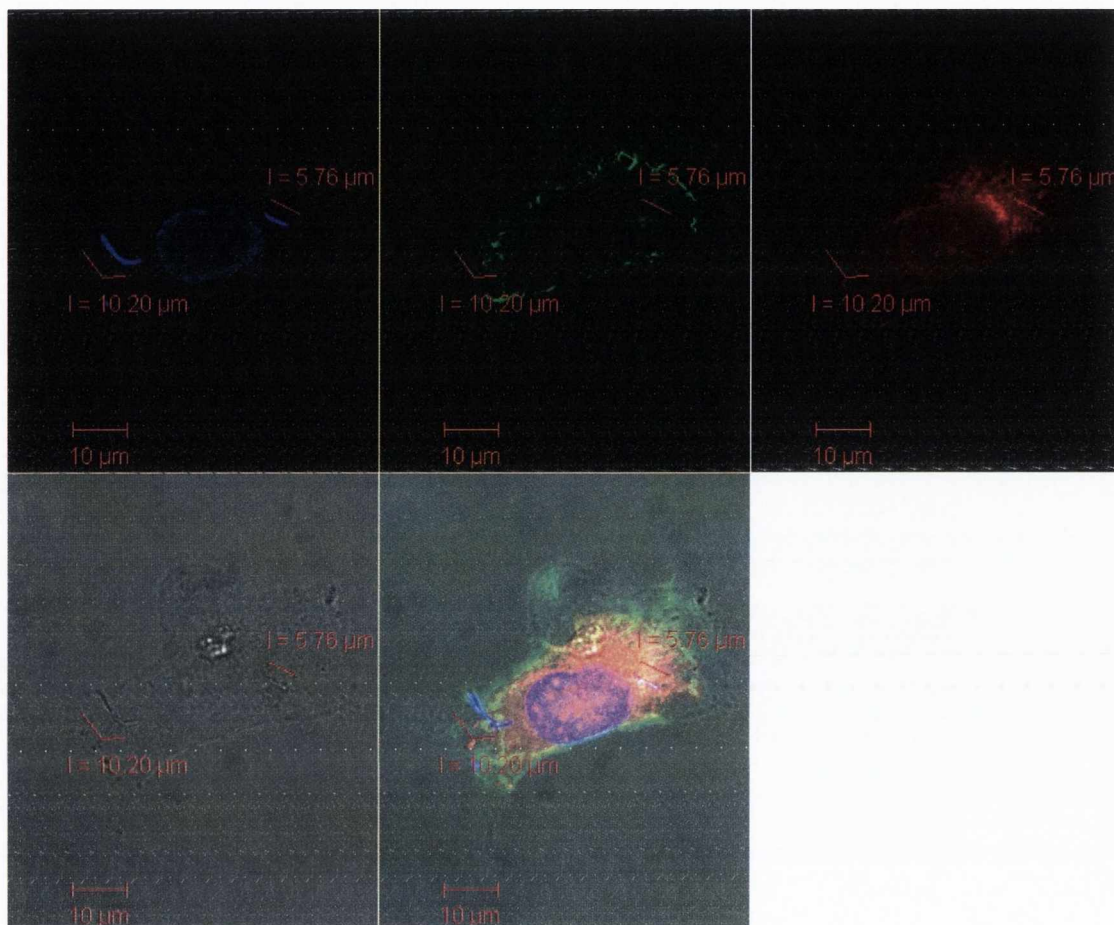 l = 5.76 µm
l = 10.20 µm
10 µm
l = 5.76 µm
l = 10.20 µm
10 µm
l = 5.76 µm
l = 10.20 µm
10 µm
l = 5.76 µm
l = 10.20 µm
10 µm
l = 5.76 µm
l = 10.20 µm
10 µm